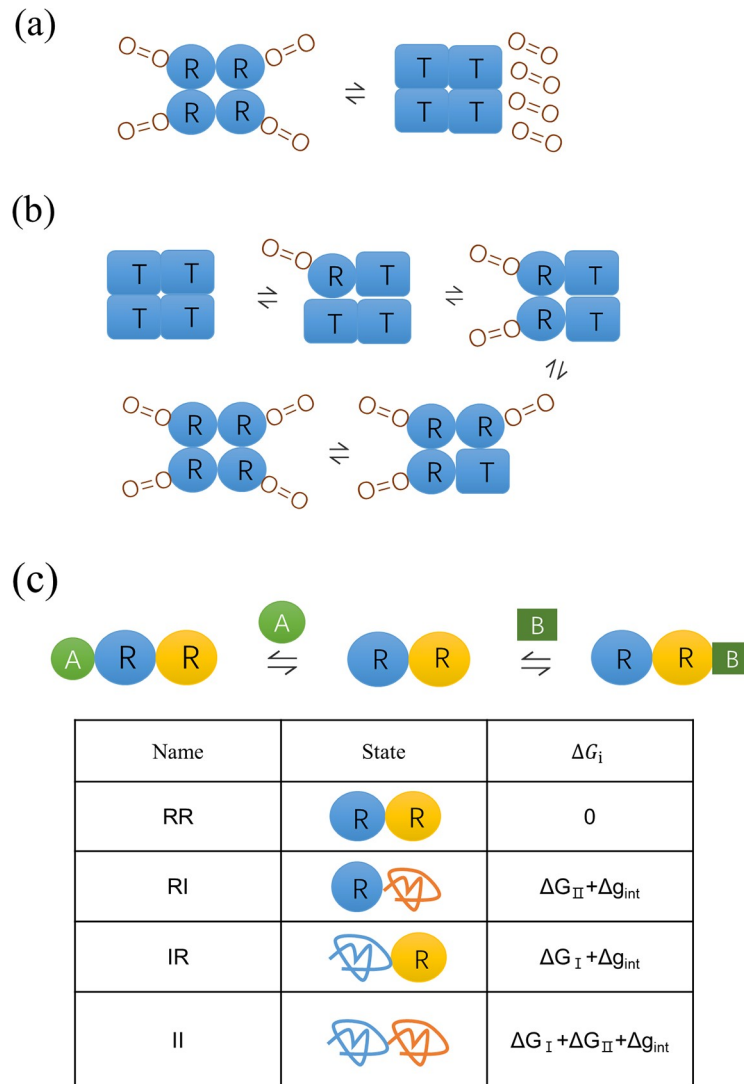 (a)
O=O R R O=O T T O=O
O=O
O=O
O=O R R O=O T T O=O
(b)
O=O
T T R T O=O R T
T T T T O=O R T
O=O R R O=O O=O R R O=O
O=O R R O=O O=O R T
(c)
A R R A R R B R R B
Name State ΔGi
RR R R 0
RI R ΔGⅡ+Δgint
IR R ΔGⅠ+Δgint
II ΔGⅠ+ΔGⅡ+Δgint